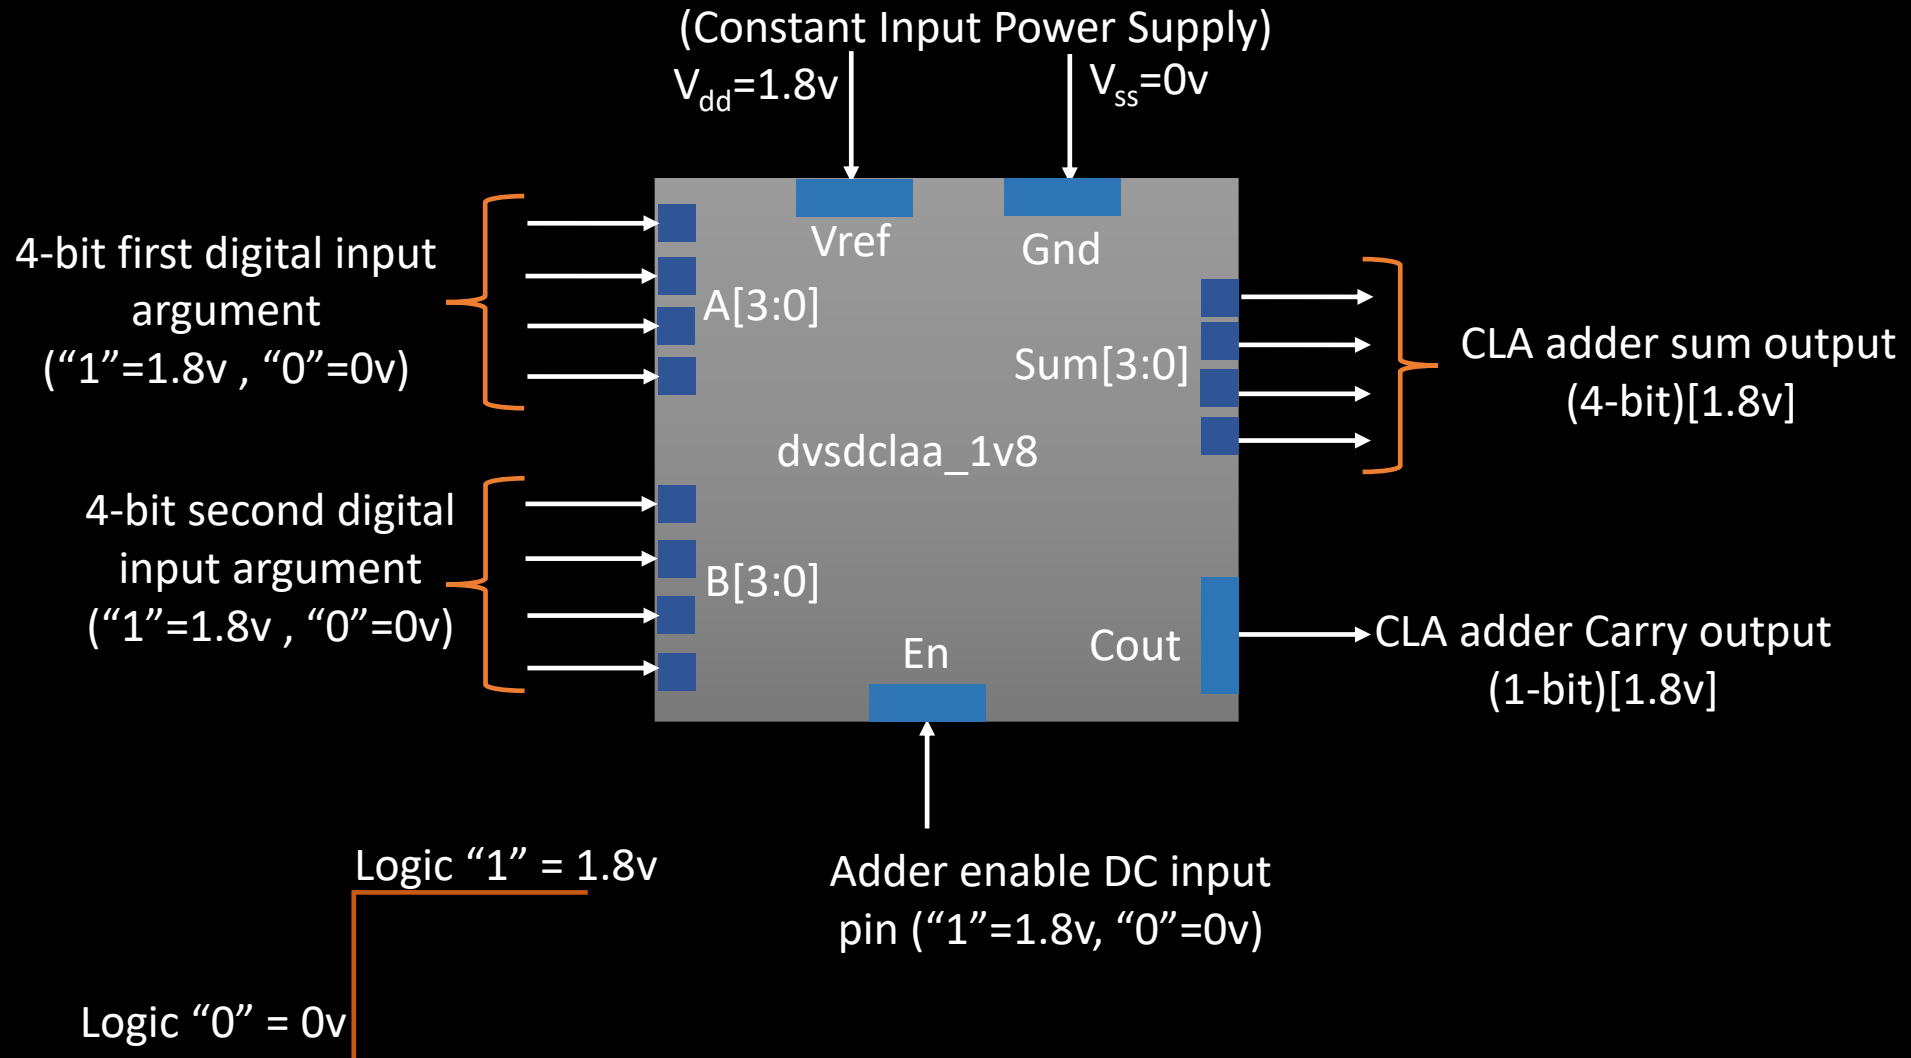 (Constant Input Power Supply)
Vdd=1.8v
Vss=0v
4-bit first digital input
argument
(“1”=1.8v , “0”=0v)
Vref
Gnd
A[3:0]
Sum[3:0]
CLA adder sum output
(4-bit)[1.8v]
dvsdclaa_1v8
4-bit second digital
input argument
(“1”=1.8v , “0”=0v)
B[3:0]
En
Cout
CLA adder Carry output
(1-bit)[1.8v]
Logic “1” = 1.8v
Adder enable DC input
pin (“1”=1.8v, “0”=0v)
Logic “0” = 0v